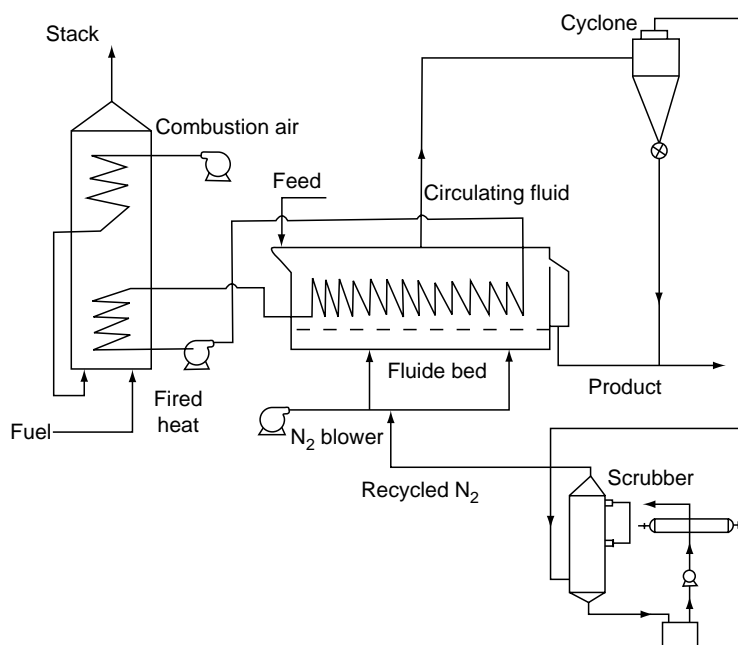 Cyclone
Stack
Combustion air
Feed
Circulating fluid
Fluide bed
Product
Fired
heat
Fuel
N₂ blower
Recycled N₂
Scrubber